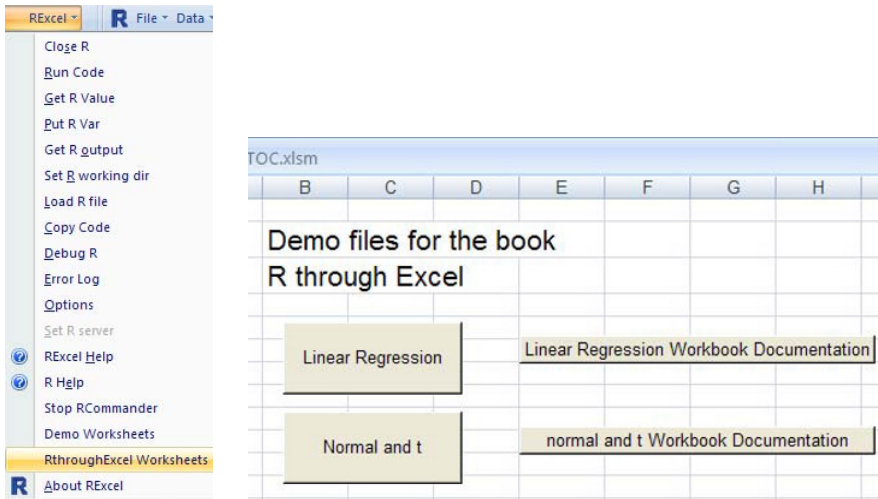 RExcel R File Data
Close R
Run Code
Get R Value
Put R Var
Get R output
Set R working dir
Load R file
Copy Code
Debug R
Error Log
Options
Set R server
RExcel Help
R Help
Stop RCommander
Demo Worksheets
RthroughExcel Worksheets
R About RExcel
TOC.xlsm
B C D E F G H
Demo files for the book
R through Excel
Linear Regression
Linear Regression Workbook Documentation
Normal and t
normal and t Workbook Documentation